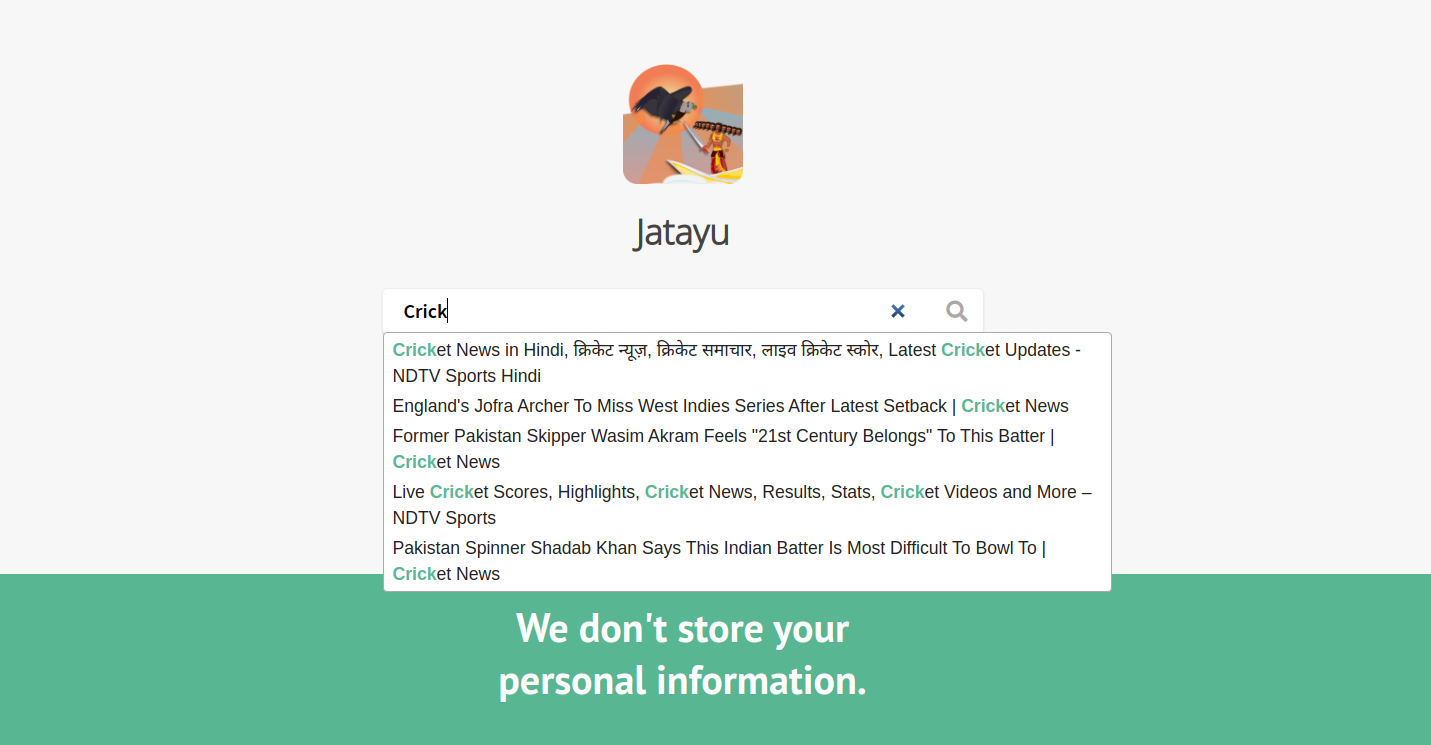 Jatayu
Crick
Cricket News in Hindi, क्रिकेट न्यूज़, क्रिकेट समाचार, लाइव क्रिकेट स्कोर, Latest Cricket Updates -
NDTV Sports Hindi
England's Jofra Archer To Miss West Indies Series After Latest Setback | Cricket News
Former Pakistan Skipper Wasim Akram Feels "21st Century Belongs" To This Batter |
Cricket News
Live Cricket Scores, Highlights, Cricket News, Results, Stats, Cricket Videos and More –
NDTV Sports
Pakistan Spinner Shadab Khan Says This Indian Batter Is Most Difficult To Bowl To |
Cricket News
We don't store your
personal information.